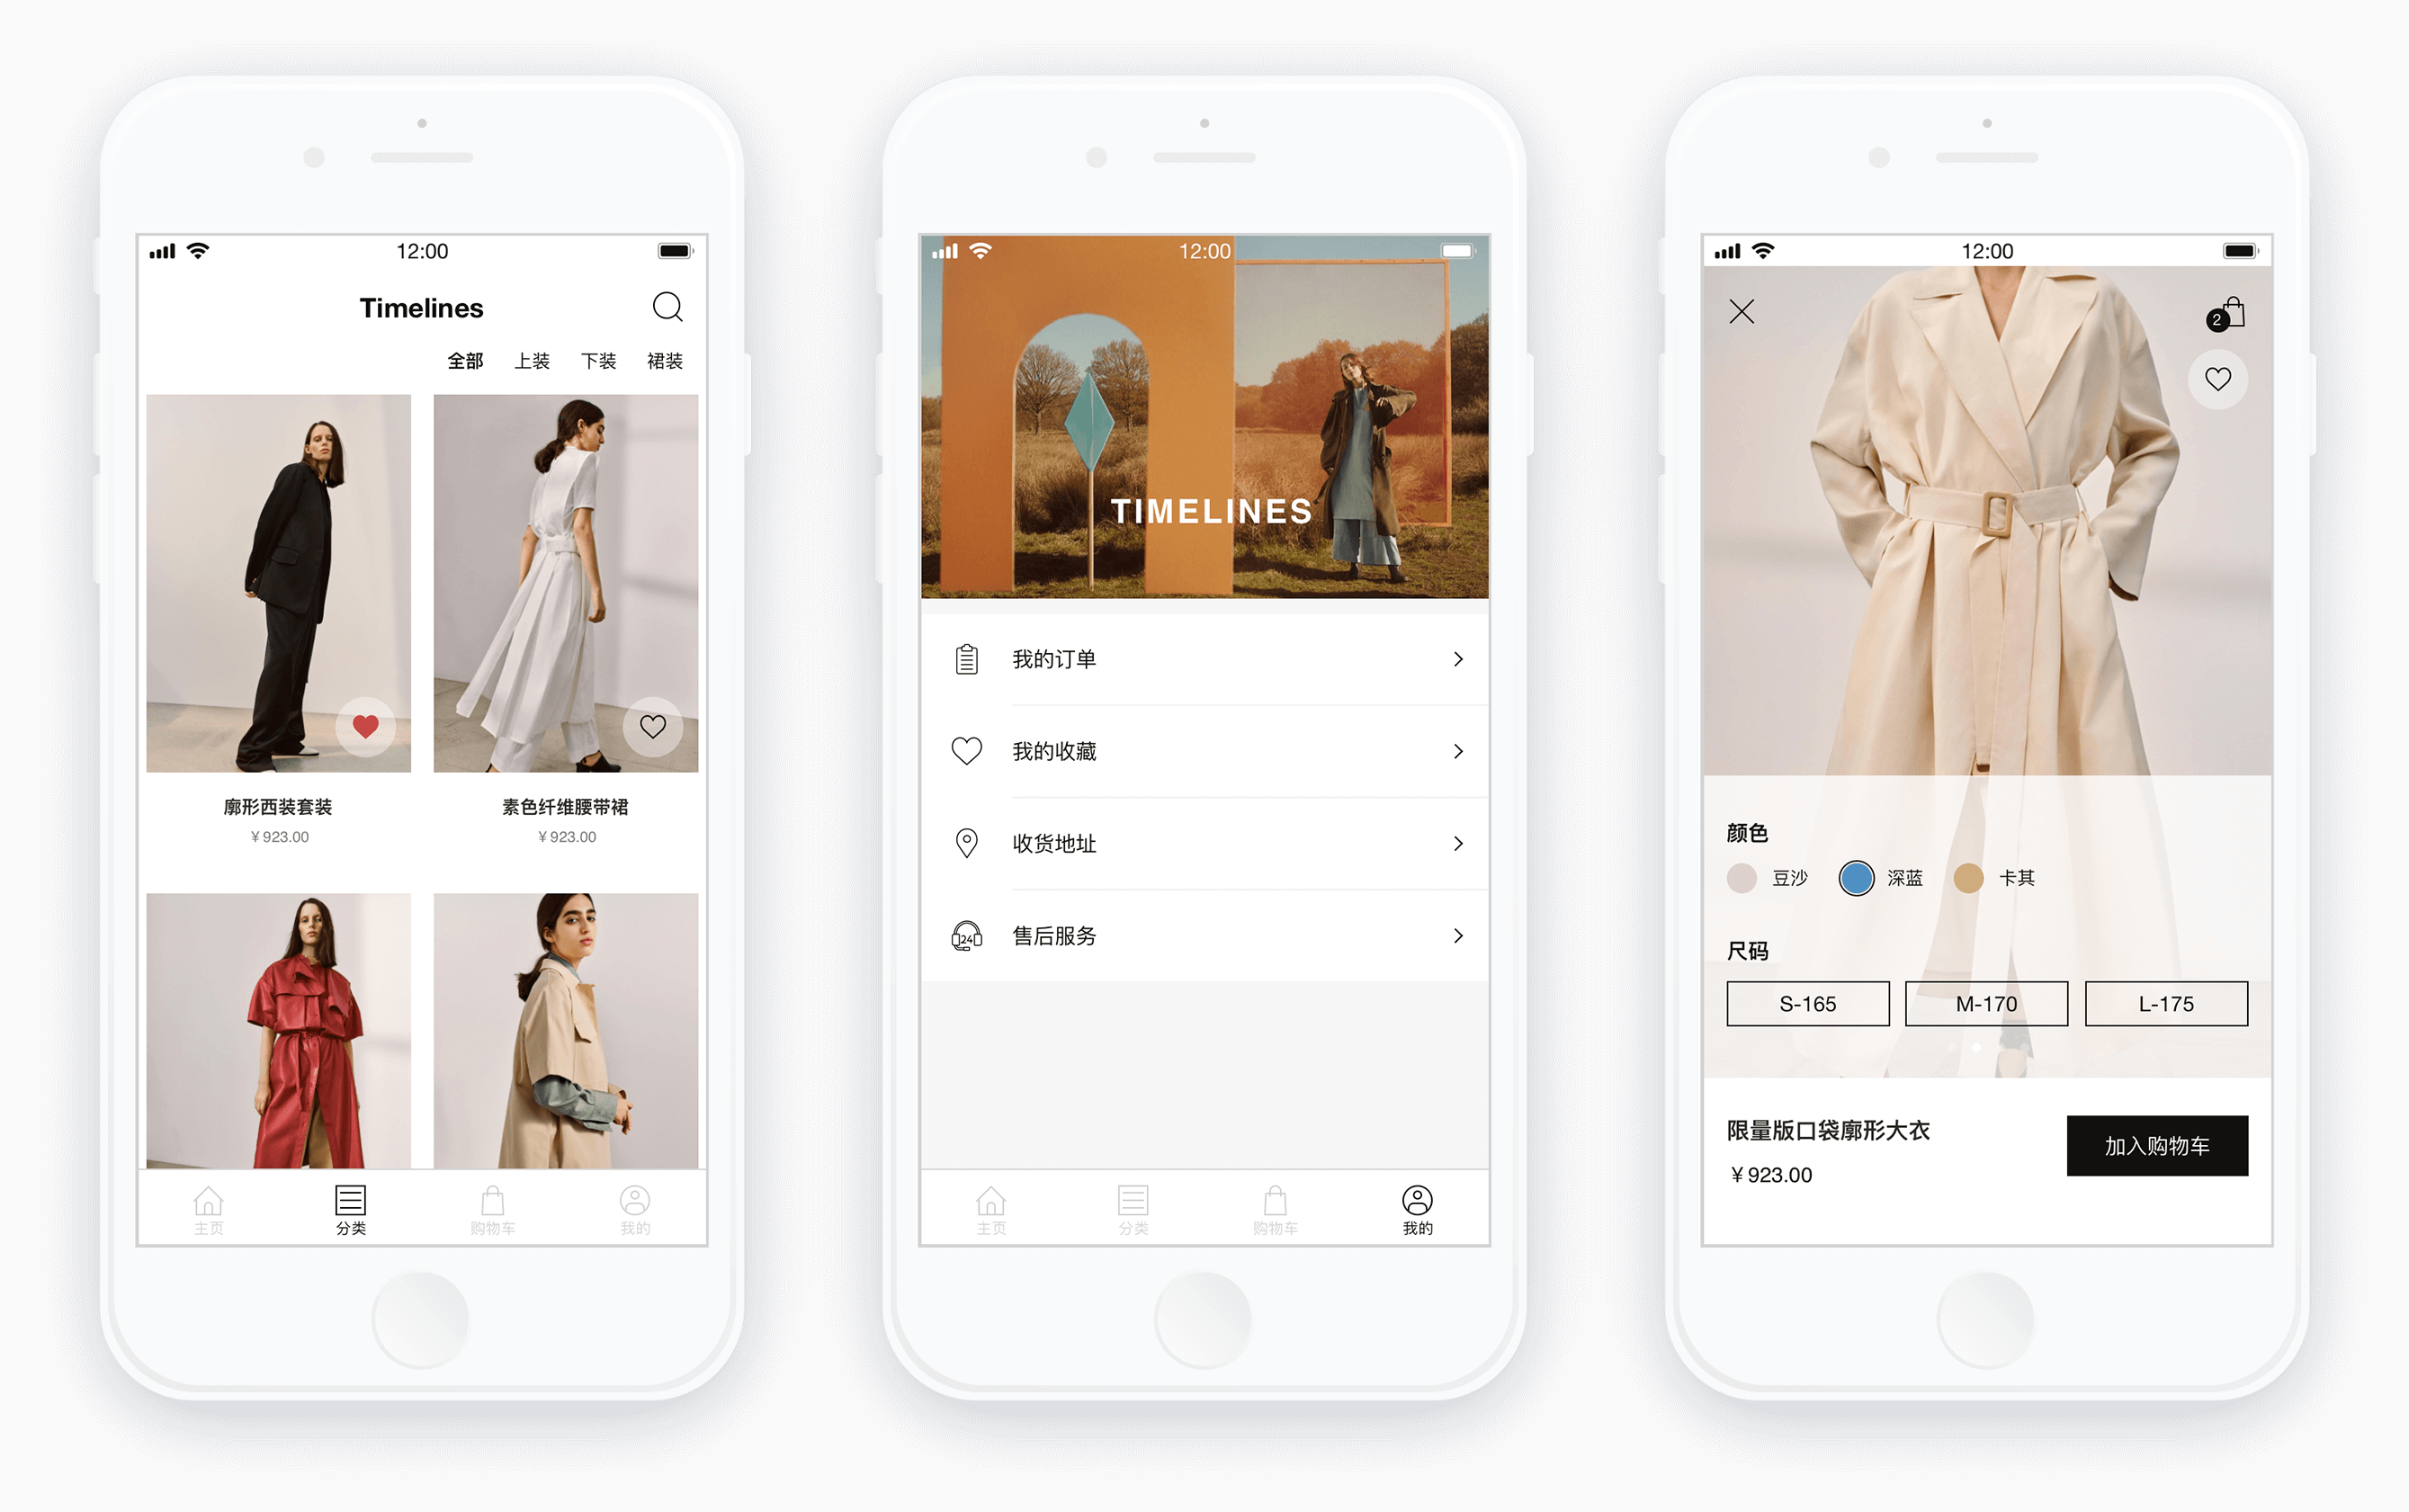 12:00
Timelines
全部 上装 下装 裙装
廓形西装套装 素色纤维腰带裙
¥923.00 ¥923.00
主页 分类 购物车 我的
12:00
TIMELINES
我的订单
我的收藏
收货地址
24
售后服务
主页 分类 购物车 我的
12:00
2
颜色
豆沙 深蓝 卡其
尺码
S-165 M-170 L-175
限量版口袋廓形大衣
¥923.00
加入购物车